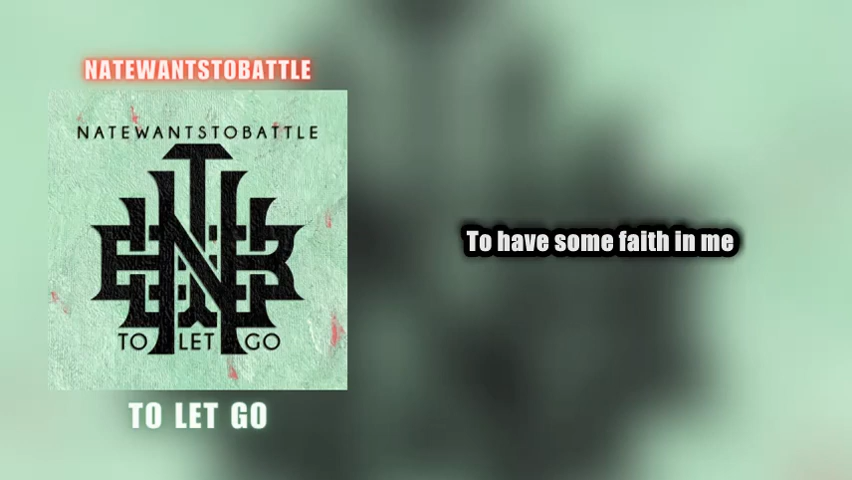 NATEWANTSTOBATTLE
NATEWANTSTOBATTLE
TO LET GO
TO LET GO
To have some faith in me